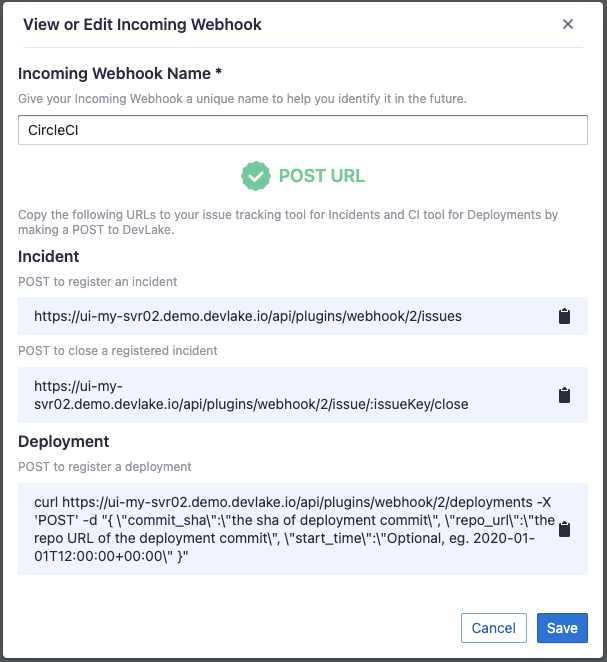 View or Edit Incoming Webhook
Incoming Webhook Name *
Give your Incoming Webhook a unique name to help you identify it in the future.
CircleCI
POST URL
Copy the following URLs to your issue tracking tool for Incidents and CI tool for Deployments by
making a POST to DevLake.
Incident
POST to register an incident
https://ui-my-svr02.demo.devlake.io/api/plugins/webhook/2/issues
POST to close a registered incident
https://ui-my-
svr02.demo.devlake.io/api/plugins/webhook/2/issue/:issueKey/close
Deployment
POST to register a deployment
curl https://ui-my-svr02.demo.devlake.io/api/plugins/webhook/2/deployments -X
'POST' -d "{ \"commit_sha\":\"the sha of deployment commit\", \"repo_url\":\"the
repo URL of the deployment commit\", \"start_time\":\"Optional, eg. 2020-01-
01T12:00:00+00:00\" }"
Cancel
Save